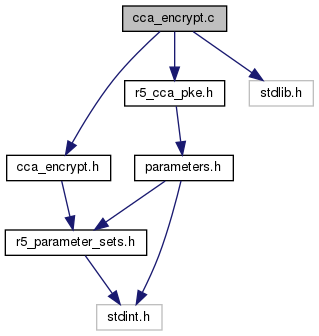 cca_encrypt.c
r5_cca_pke.h
stdlib.h
cca_encrypt.h
parameters.h
r5_parameter_sets.h
stdint.h